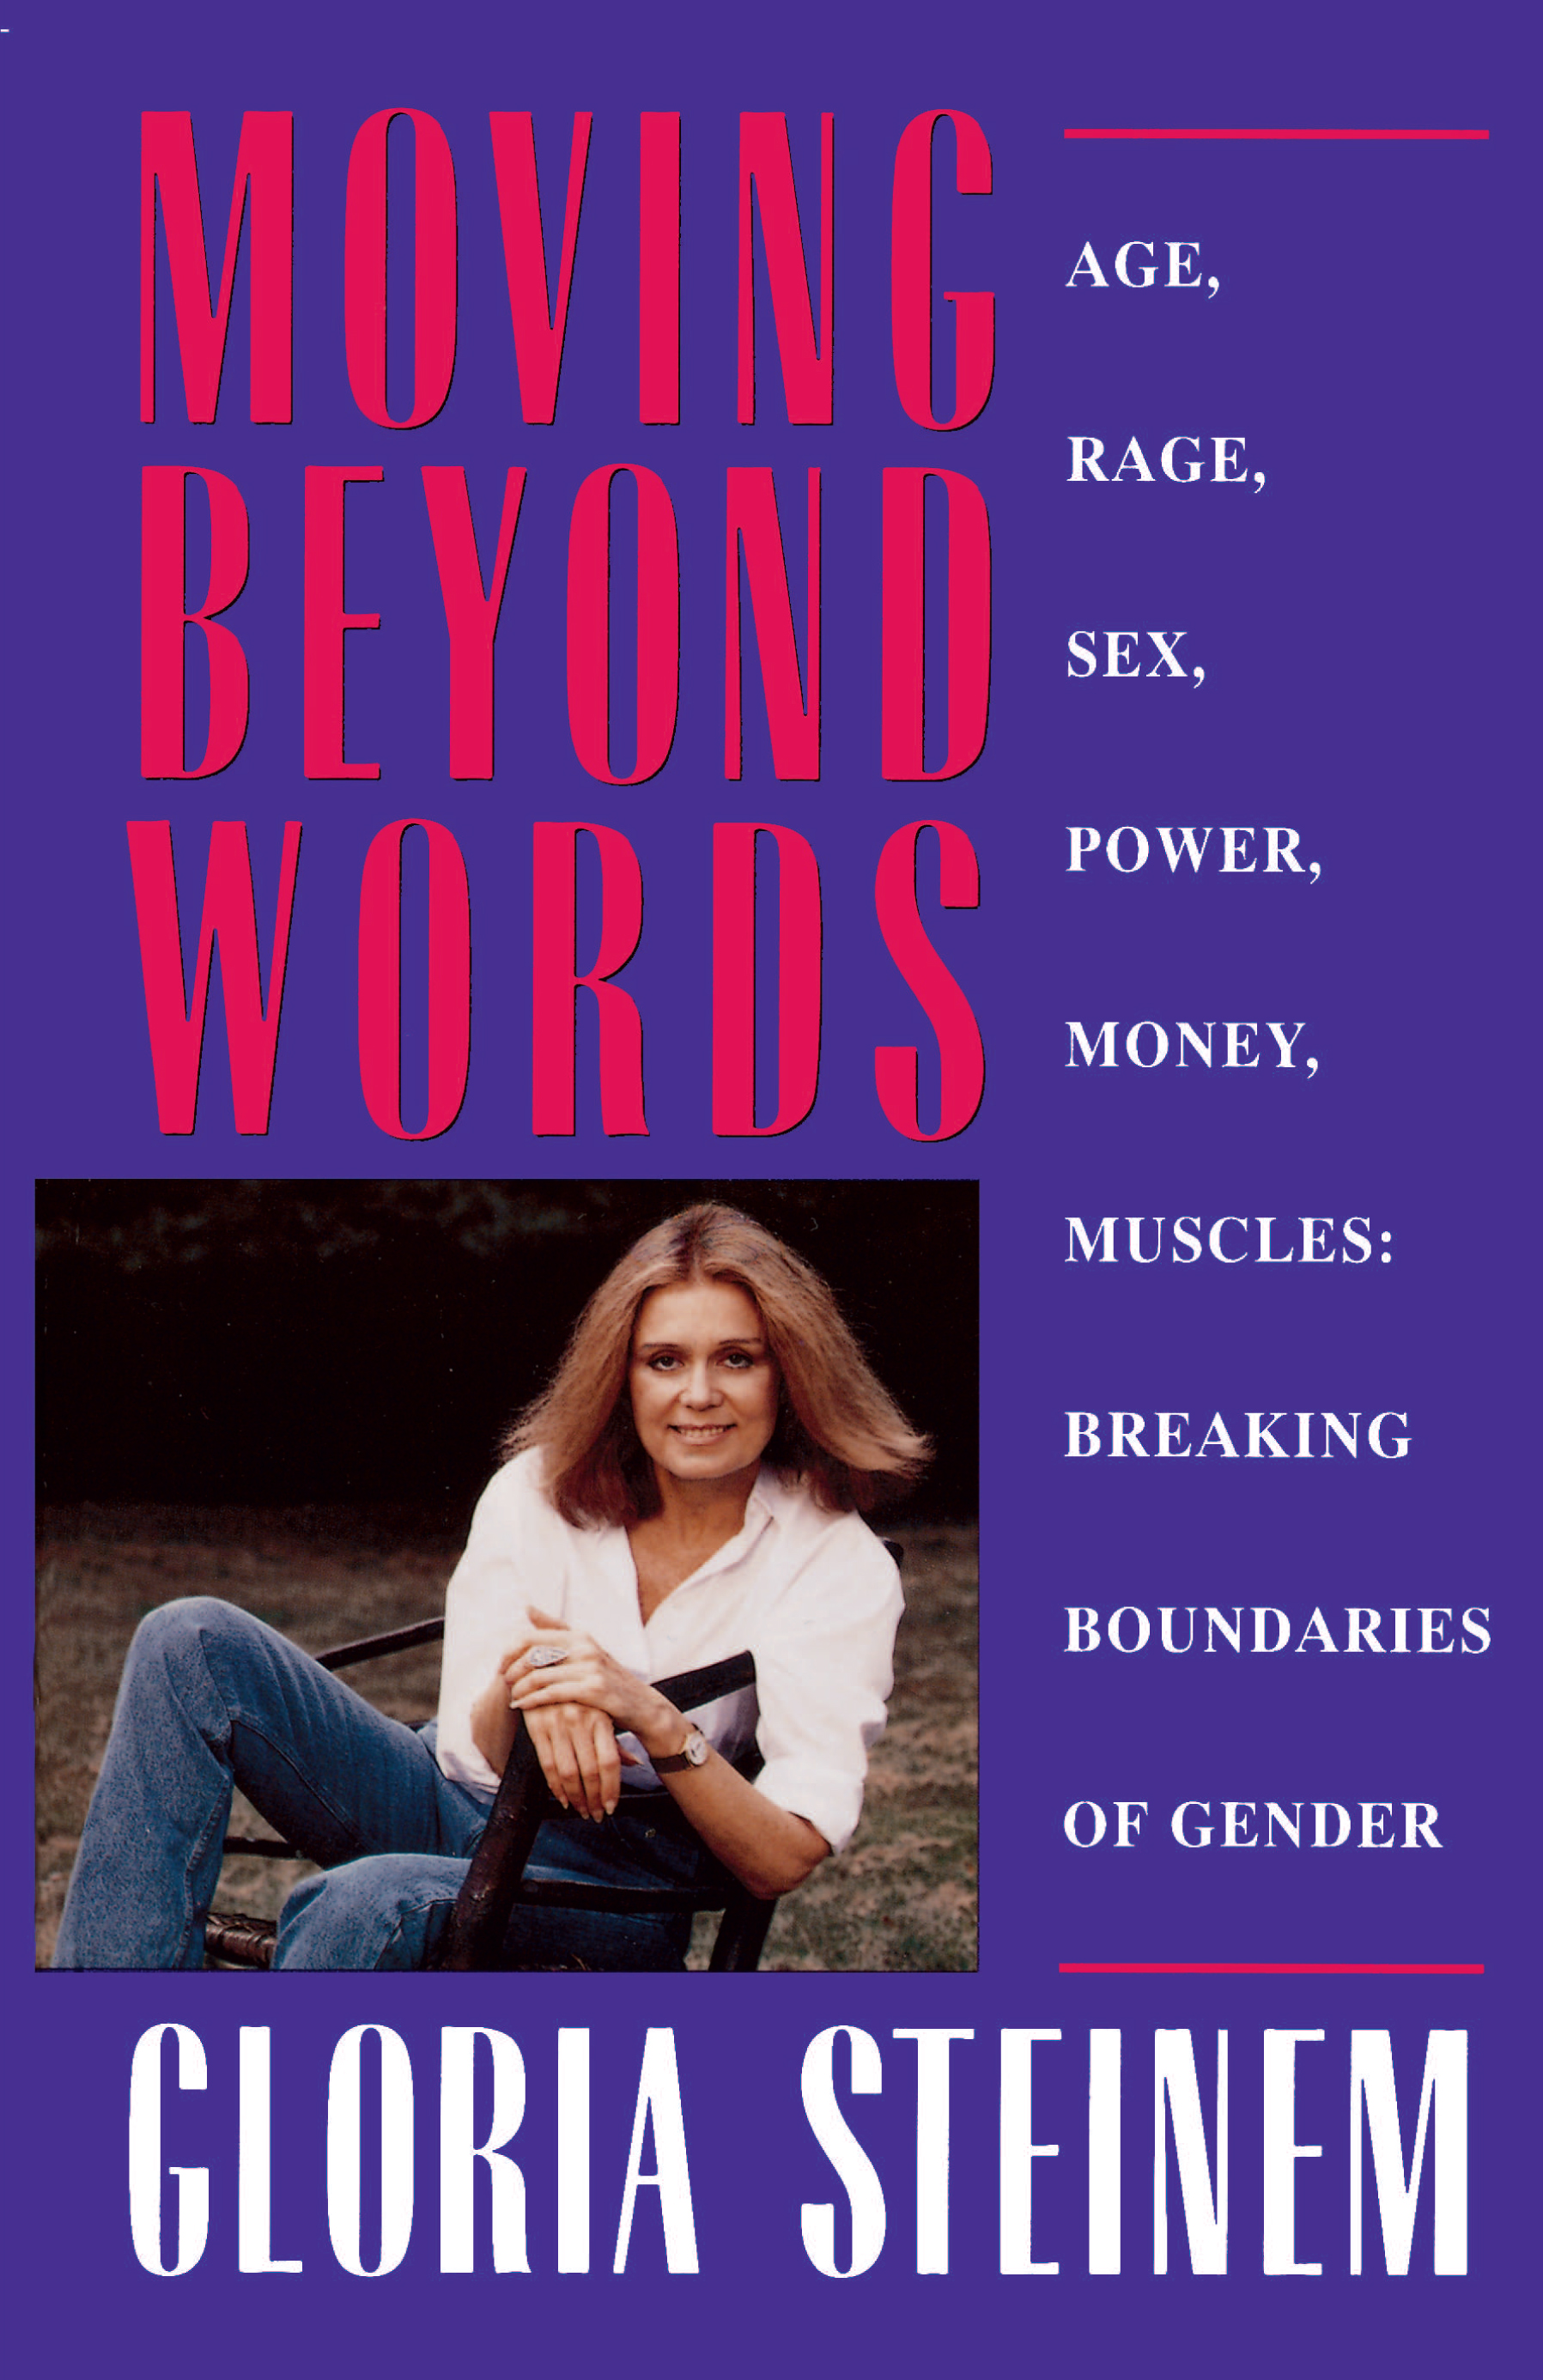 MOVING
BEYOND
WORDS
AGE,
RAGE,
SEX,
POWER,
MONEY,
MUSCLES:
BREAKING
BOUNDARIES
OF GENDER
GLORIA STEINEM